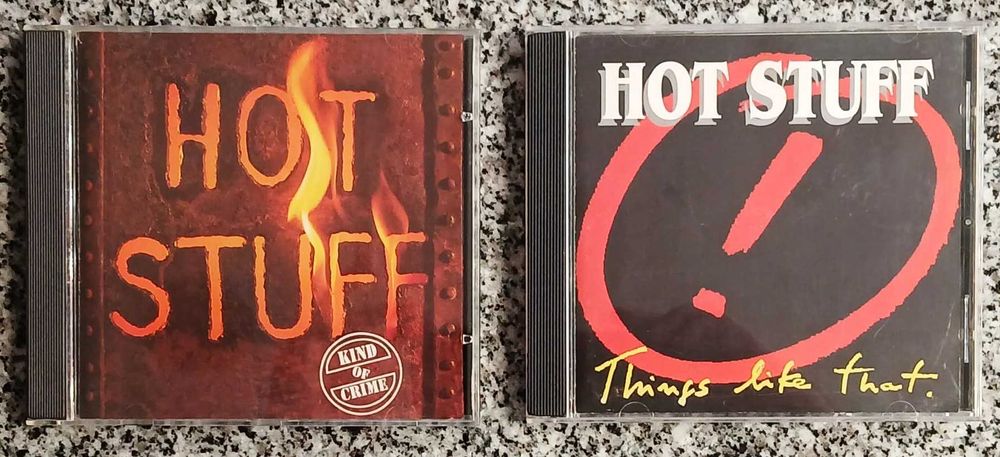 HOT
STUFF
KIND
OF
CRIME
HOT STUFF
!
Things like that.